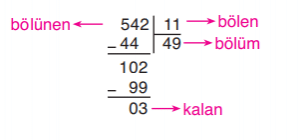 bölünen 542 11 bölen
– 44 49 bölüm
102
– 99
03 kalan